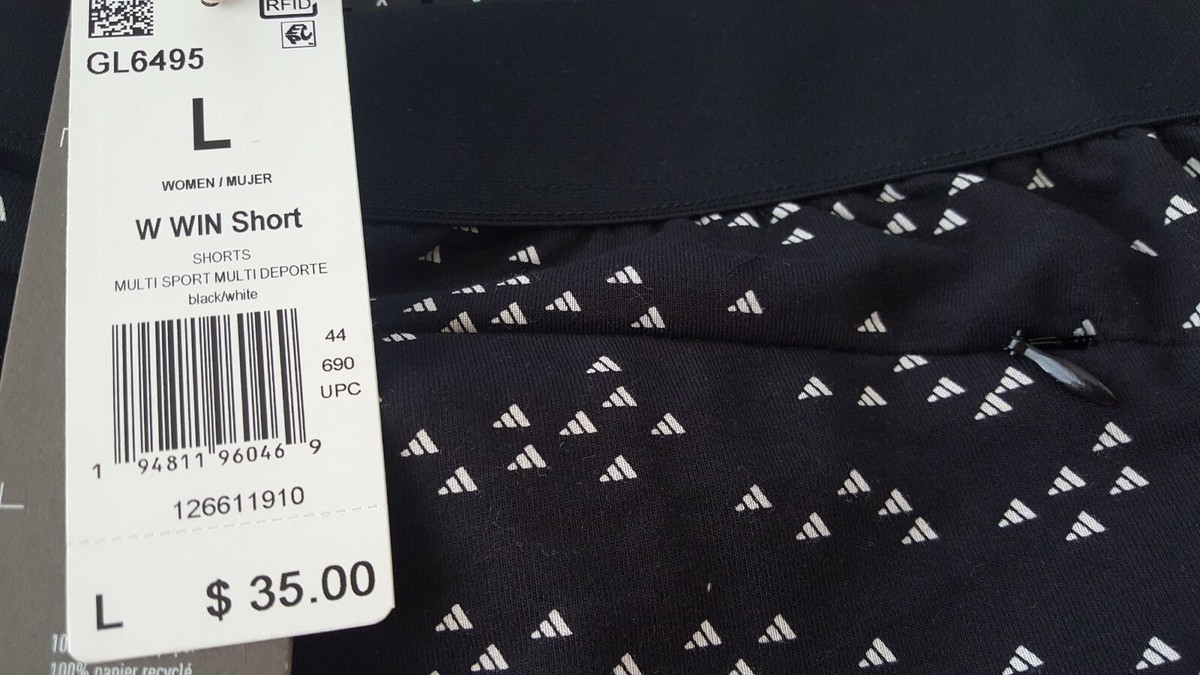 RFID
GL6495
L
WOMEN / MUJER
W WIN Short
SHORTS
MULTI SPORT MULTI DEPORTE
black/white
44
690
UPC
1 94811 96046 9
126611910
L $ 35.00
100% papier recyclé